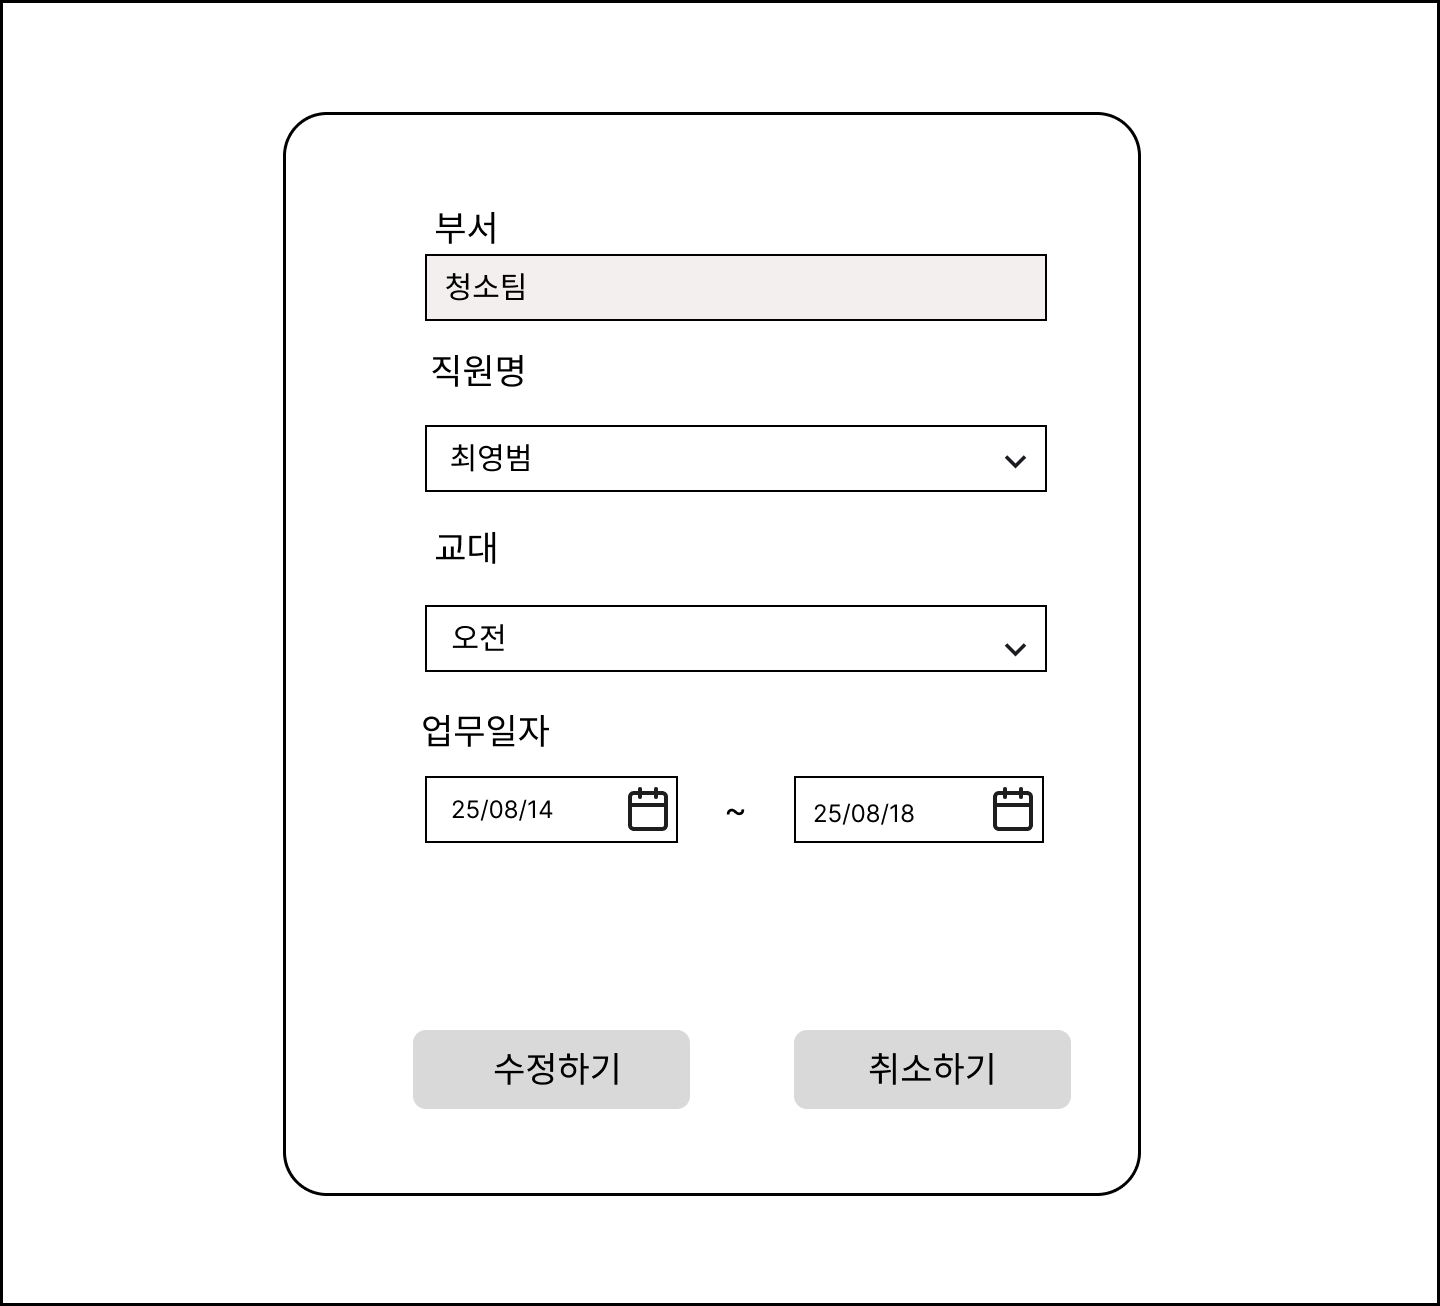 부서
청소팀
직원명
최영범
교대
오전
업무일자
25/08/14 ~ 25/08/18
수정하기 취소하기